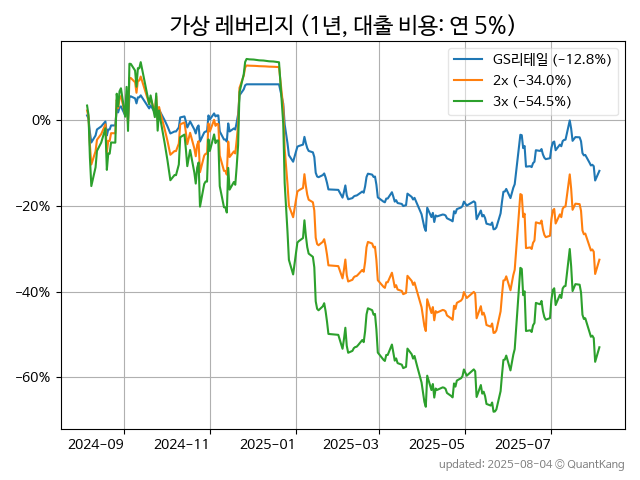 가상 레버리지 (1년, 대출 비용: 연 5%)
GS리테일 (−12.8%)
2x (−34.0%)
3x (−54.5%)
0%
−20%
−40%
−60%
2024-09 2024-11 2025-01 2025-03 2025-05 2025-07
updated: 2025-08-04 © QuantKang